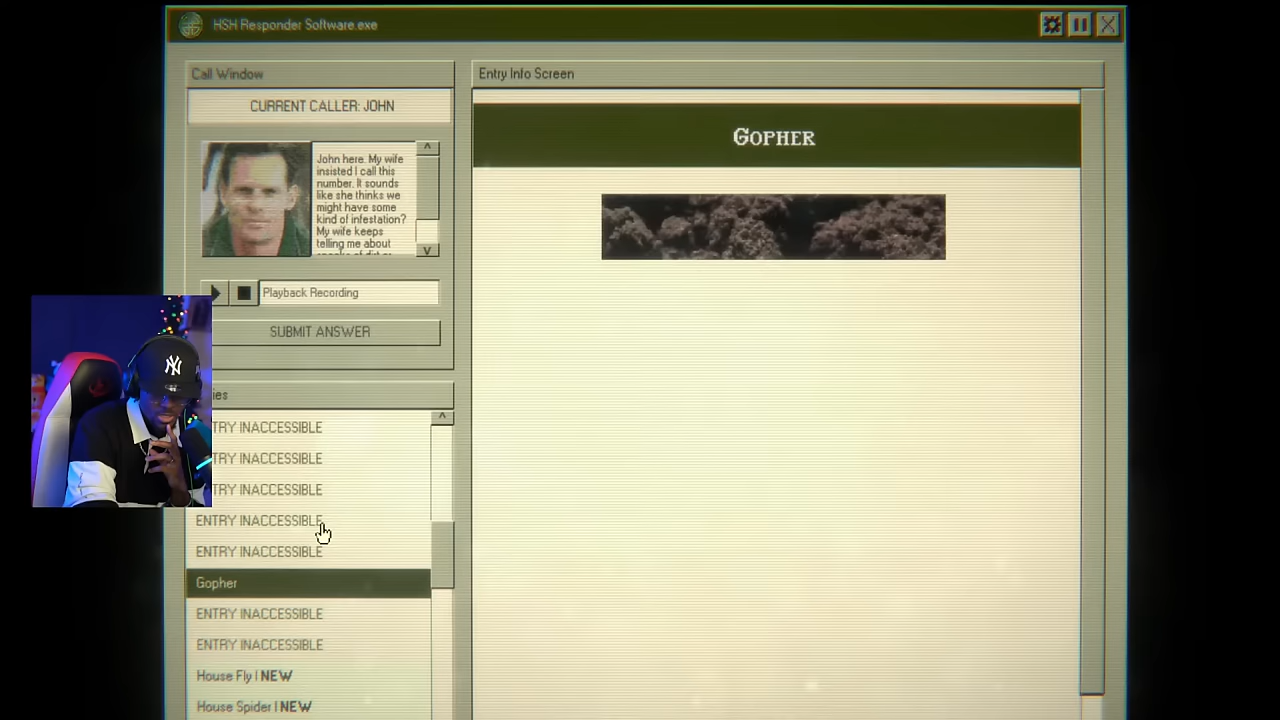 HSH Responder Software.exe
Call Window
CURRENT CALLER: JOHN
John here. My wife
insisted I call this
number. It sounds
like she thinks we
might have some
kind of infestation?
My wife keeps
telling me about
Playback Recording
SUBMIT ANSWER
ies
TRY INACCESSIBLE
TRY INACCESSIBLE
TRY INACCESSIBLE
ENTRY INACCESSIBLE
ENTRY INACCESSIBLE
Gopher
ENTRY INACCESSIBLE
ENTRY INACCESSIBLE
House Fly | NEW
House Spider | NEW
Entry Info Screen
GOPHER
NY